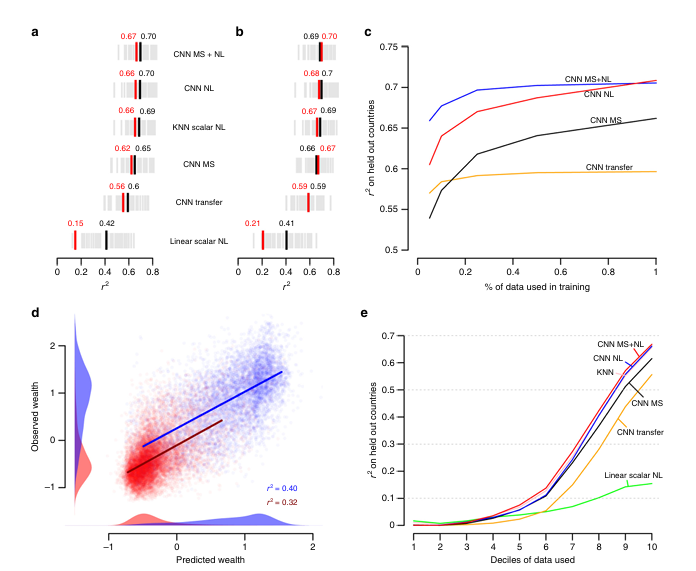 a
0.67 0.70
CNN MS + NL
0.66 0.70
CNN NL
0.66 0.69
KNN scalar NL
0.62 0.65
CNN MS
0.56 0.6
CNN transfer
0.15 0.42
Linear scalar NL
0 0.2 0.4 0.6 0.8
r²
b
0.69 0.70
0.68 0.7
0.67 0.69
0.66 0.67
0.59 0.59
0.21 0.41
0 0.2 0.4 0.6 0.8
r²
c
r² on held out countries
0.75
0.7
0.65
0.6
0.55
0.5
CNN MS+NL
CNN NL
CNN MS
CNN transfer
0 0.2 0.4 0.6 0.8 1
% of data used in training
d
Observed wealth
2
1
0
−1
r² = 0.40
r² = 0.32
−1 0 1 2
Predicted wealth
e
r² on held out countries
0.7
0.6
0.5
0.4
0.3
0.2
0.1
0
CNN MS+NL
CNN NL
KNN
CNN MS
CNN transfer
Linear scalar NL
1 2 3 4 5 6 7 8 9 10
Deciles of data used